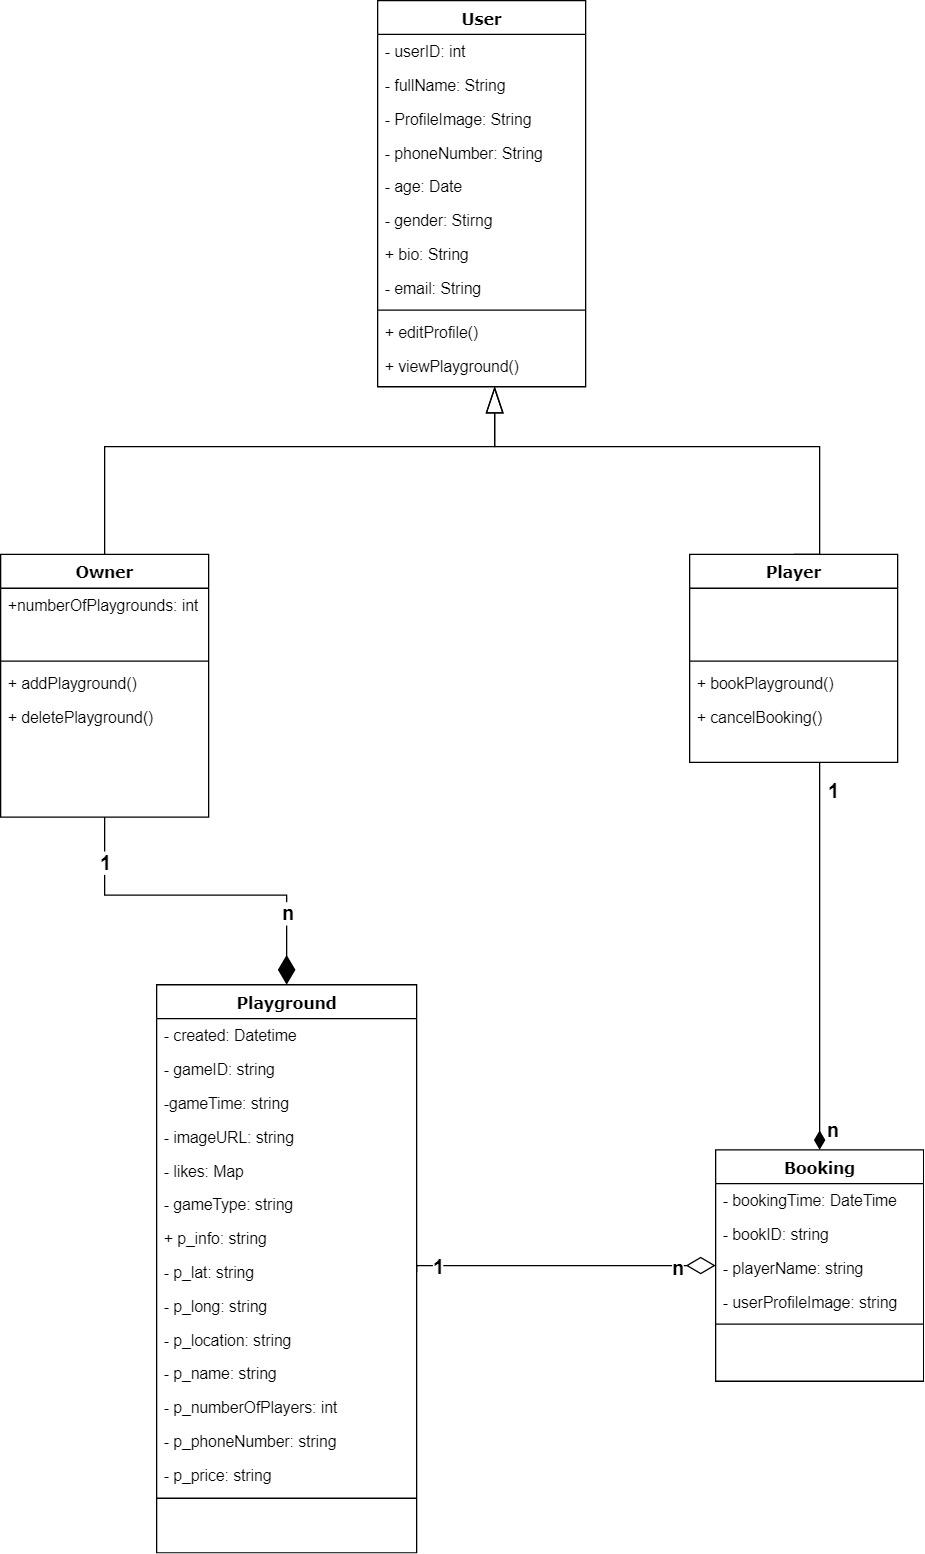 User
- userID: int
- fullName: String
- ProfileImage: String
- phoneNumber: String
- age: Date
- gender: Stirng
+ bio: String
- email: String
+ editProfile()
+ viewPlayground()
Owner
+numberOfPlaygrounds: int
+ addPlayground()
+ deletePlayground()
Player
+ bookPlayground()
+ cancelBooking()
1
1
n
Playground
- created: Datetime
- gameID: string
-gameTime: string
- imageURL: string
- likes: Map
- gameType: string
+ p_info: string
- p_lat: string
- p_long: string
- p_location: string
- p_name: string
- p_numberOfPlayers: int
- p_phoneNumber: string
- p_price: string
1
n
n
Booking
- bookingTime: DateTime
- bookID: string
- playerName: string
- userProfileImage: string